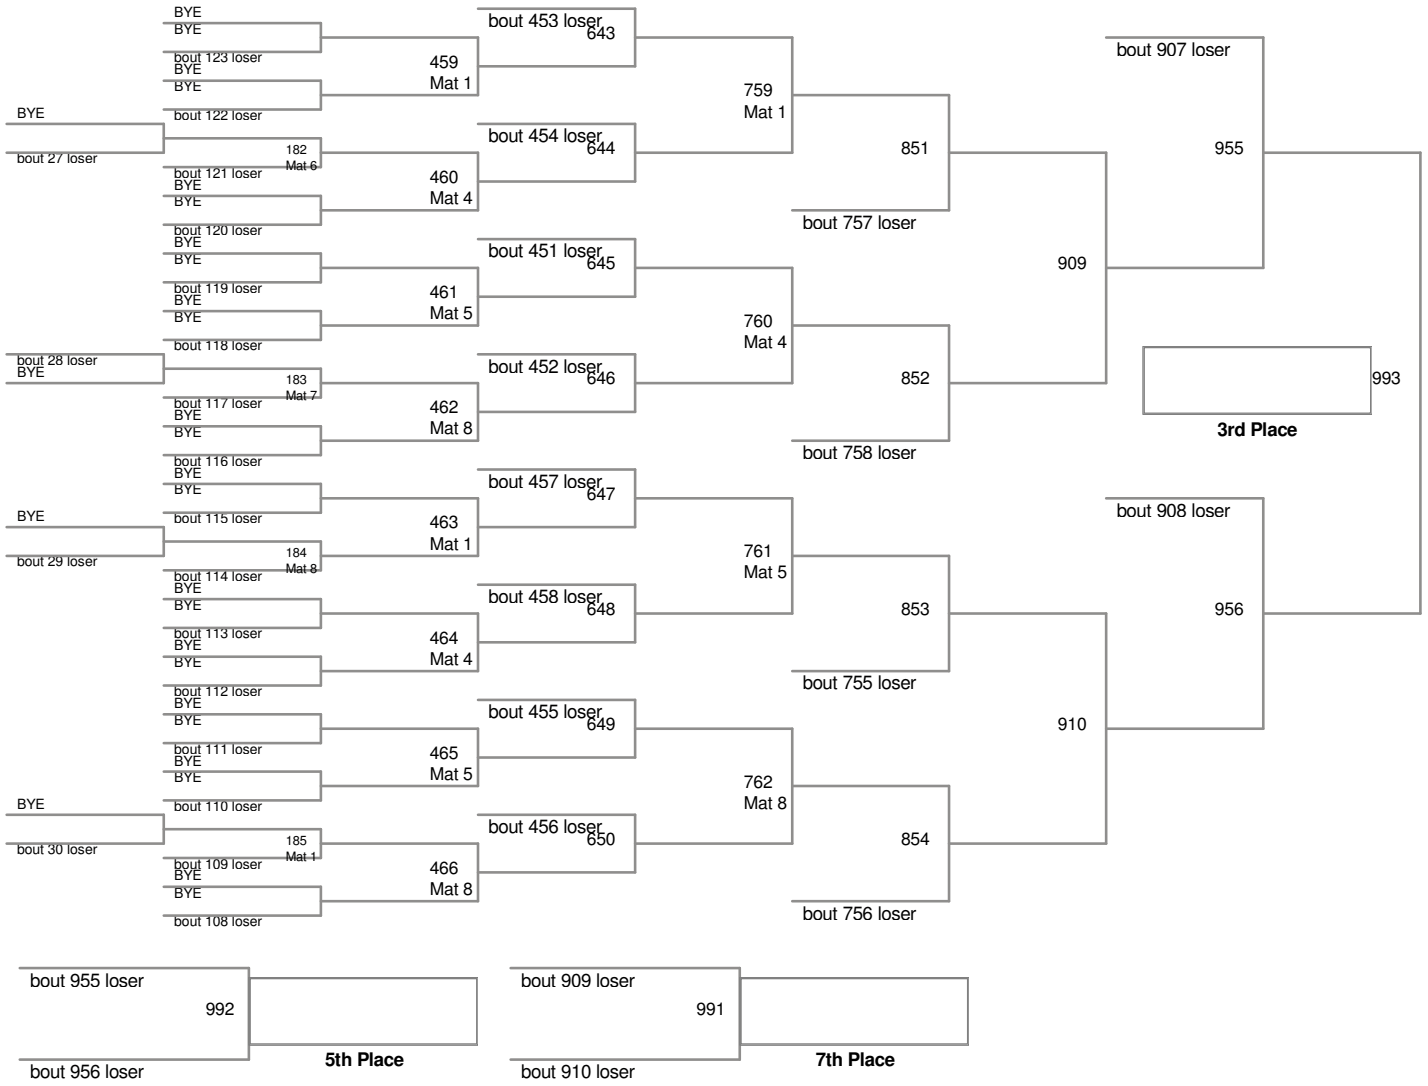 BYE
BYE
bout 123 loser
BYE
BYE
bout 122 loser
BYE
bout 27 loser
182
Mat 6
bout 121 loser
BYE
BYE
bout 120 loser
BYE
BYE
bout 119 loser
BYE
BYE
bout 118 loser
bout 28 loser
BYE
183
Mat 7
bout 117 loser
BYE
BYE
bout 116 loser
BYE
BYE
bout 115 loser
BYE
bout 29 loser
184
Mat 8
bout 114 loser
BYE
BYE
bout 113 loser
BYE
BYE
bout 112 loser
BYE
BYE
bout 111 loser
BYE
BYE
bout 110 loser
BYE
bout 30 loser
185
Mat 1
bout 109 loser
BYE
BYE
bout 108 loser
459
Mat 1
460
Mat 4
461
Mat 5
462
Mat 8
463
Mat 1
464
Mat 4
465
Mat 5
466
Mat 8
bout 453 loser
643
bout 454 loser
644
bout 451 loser
645
bout 452 loser
646
bout 457 loser
647
bout 458 loser
648
bout 455 loser
649
bout 456 loser
650
759
Mat 1
760
Mat 4
761
Mat 5
762
Mat 8
851
bout 757 loser
852
bout 758 loser
853
bout 755 loser
854
bout 756 loser
909
910
bout 907 loser
955
bout 908 loser
956
993
3rd Place
bout 955 loser
992
bout 956 loser
5th Place
bout 909 loser
991
bout 910 loser
7th Place